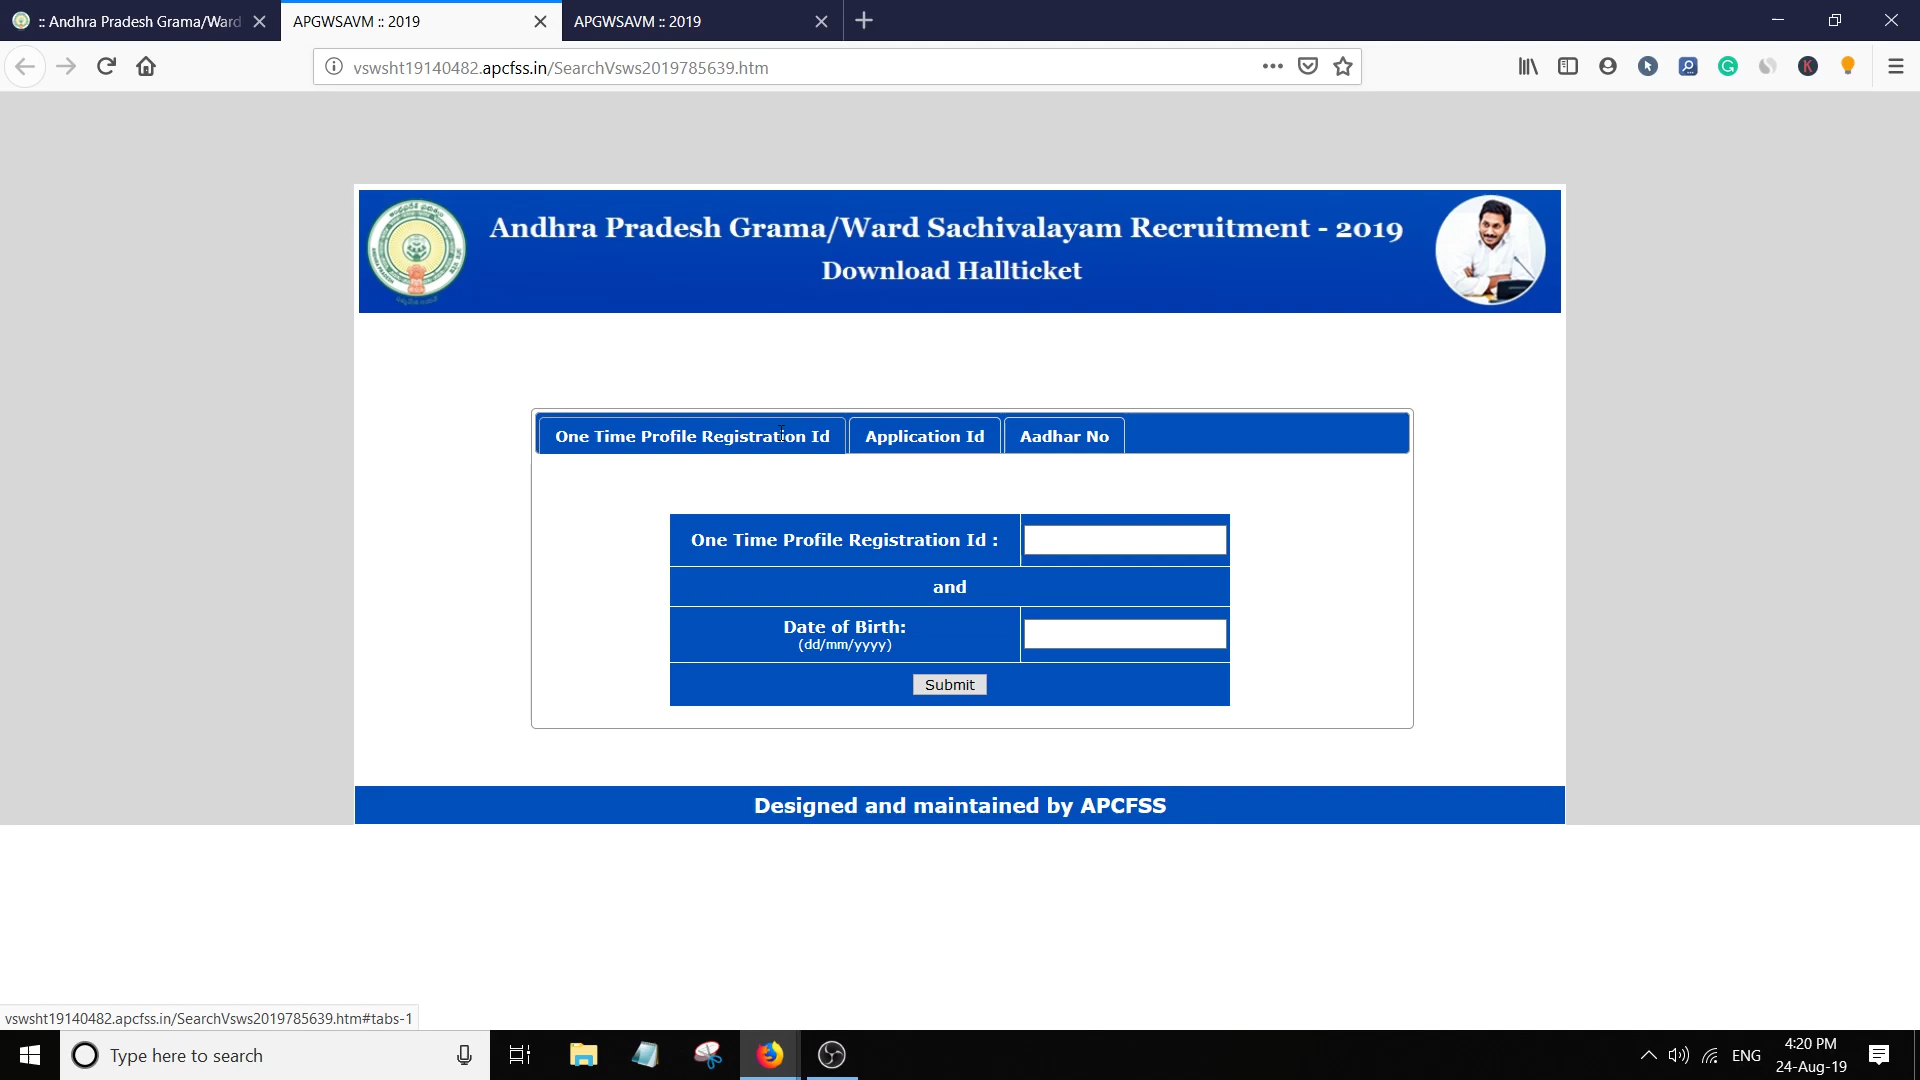 :: Andhra Pradesh Grama/Ward
APGWSAVM :: 2019
APGWSAVM :: 2019
vswsht19140482.apcfss.in/SearchVsws2019785639.htm
Andhra Pradesh Grama/Ward Sachivalayam Recruitment - 2019
Download Hallticket
One Time Profile Registration Id
Application Id
Aadhar No
One Time Profile Registration Id :
and
Date of Birth:
(dd/mm/yyyy)
Submit
Designed and maintained by APCFSS
vswsht19140482.apcfss.in/SearchVsws2019785639.htm#tabs-1
Type here to search
ENG
4:20 PM
24-Aug-19